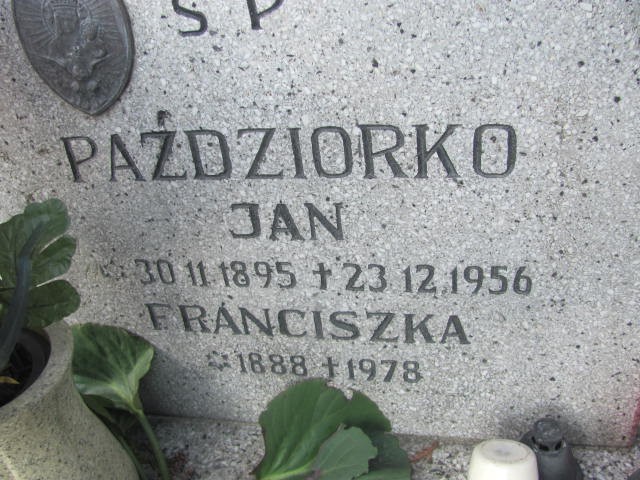 S P
PAŹDZIORKO
JAN
* 30 11 1895 † 23 12 1956
FRANCISZKA
* 1888 † 1978